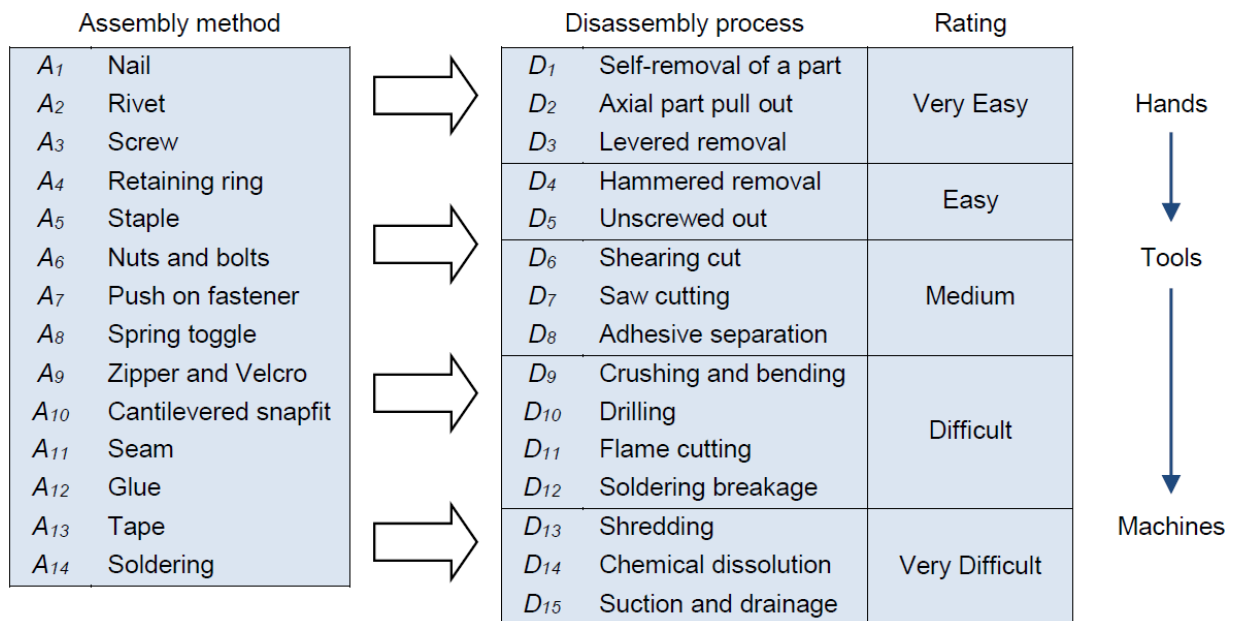 Assembly method Disassembly process Rating
A1 Nail D1 Self-removal of a part
A2 Rivet D2 Axial part pull out Very Easy Hands
A3 Screw D3 Levered removal
A4 Retaining ring D4 Hammered removal Easy
A5 Staple D5 Unscrewed out
A6 Nuts and bolts D6 Shearing cut Tools
A7 Push on fastener D7 Saw cutting Medium
A8 Spring toggle D8 Adhesive separation
A9 Zipper and Velcro D9 Crushing and bending
A10 Cantilevered snapfit D10 Drilling Difficult
A11 Seam D11 Flame cutting
A12 Glue D12 Soldering breakage
A13 Tape D13 Shredding Machines
A14 Soldering D14 Chemical dissolution Very Difficult
D15 Suction and drainage